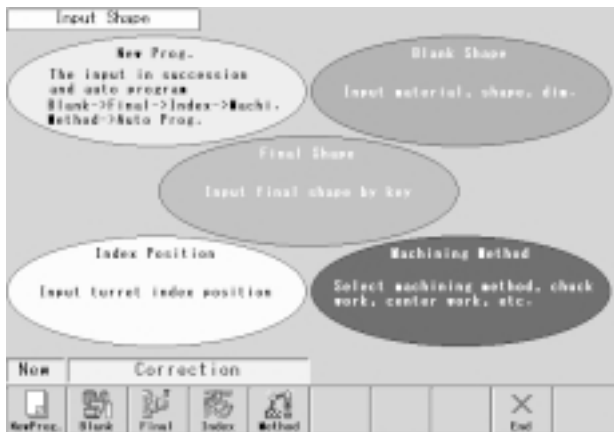 Input Shape
New Prog.
The input in succession
and auto program
Blank->Final->Index->Machi.
Method->Auto Prog.
Blank Shape
Input material, shape, dim.
Final Shape
Input final shape by key
Index Position
Input turret index position
Machining Method
Select machining method, chuck
work, center work, etc.
New
Correction
NewProg.
Blank
Final
Index
Method
End